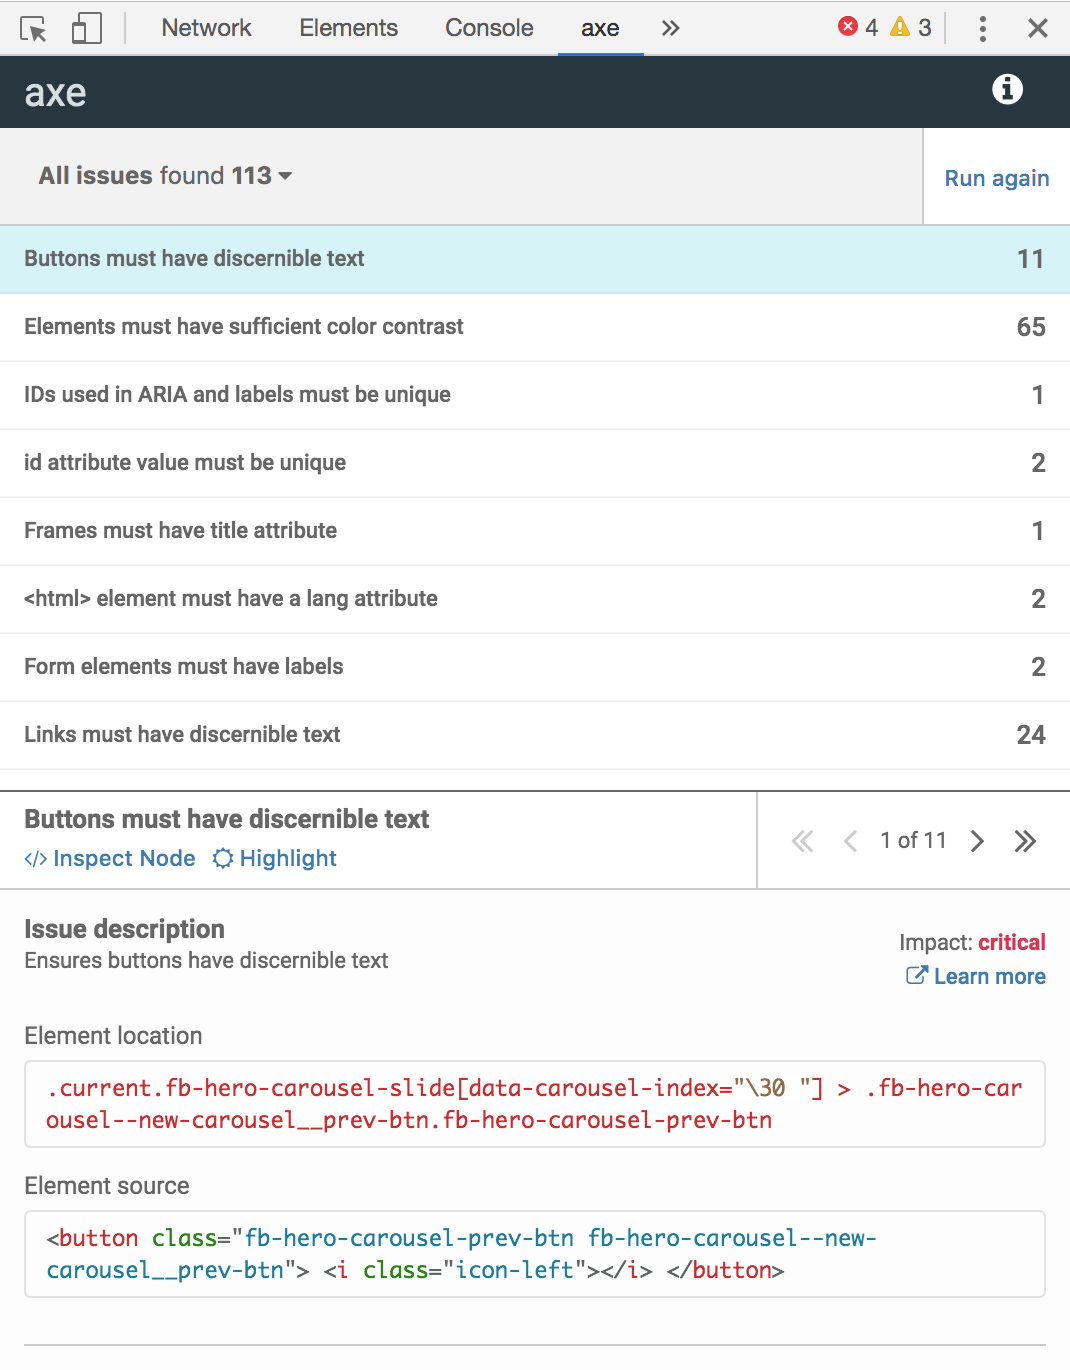 Network Elements Console axe 4 3
axe
All issues found 113 Run again
Buttons must have discernible text 11
Elements must have sufficient color contrast 65
IDs used in ARIA and labels must be unique 1
id attribute value must be unique 2
Frames must have title attribute 1
<html> element must have a lang attribute 2
Form elements must have labels 2
Links must have discernible text 24
Buttons must have discernible text
</> Inspect Node Highlight
1 of 11
Issue description
Ensures buttons have discernible text
Impact: critical
Learn more
Element location
.current.fb-hero-carousel-slide[data-carousel-index="\30 "] > .fb-hero-car
ousel--new-carousel__prev-btn.fb-hero-carousel-prev-btn
Element source
<button class="fb-hero-carousel-prev-btn fb-hero-carousel--new-
carousel__prev-btn"> <i class="icon-left"></i> </button>